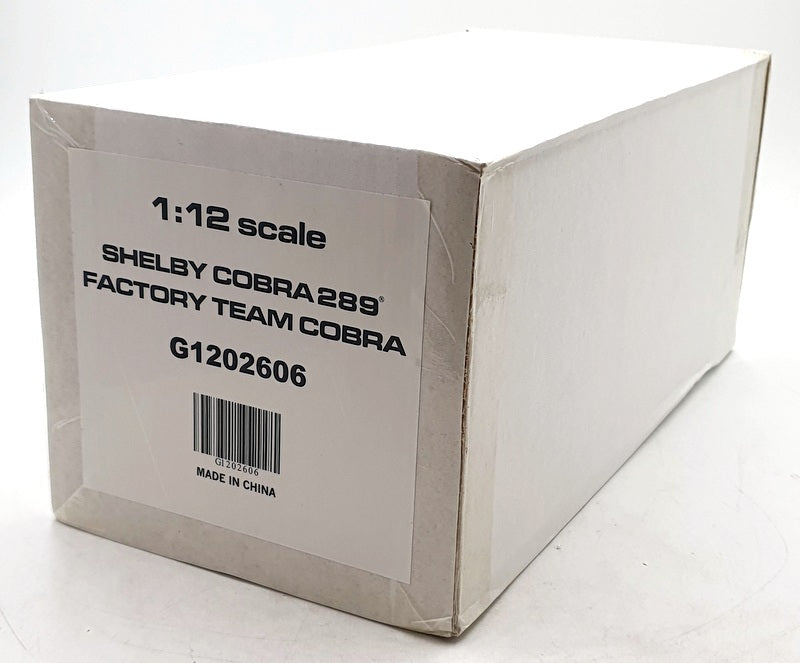 1:12 scale
SHELBY COBRA 289®
FACTORY TEAM COBRA
G1202606
G1202606
MADE IN CHINA